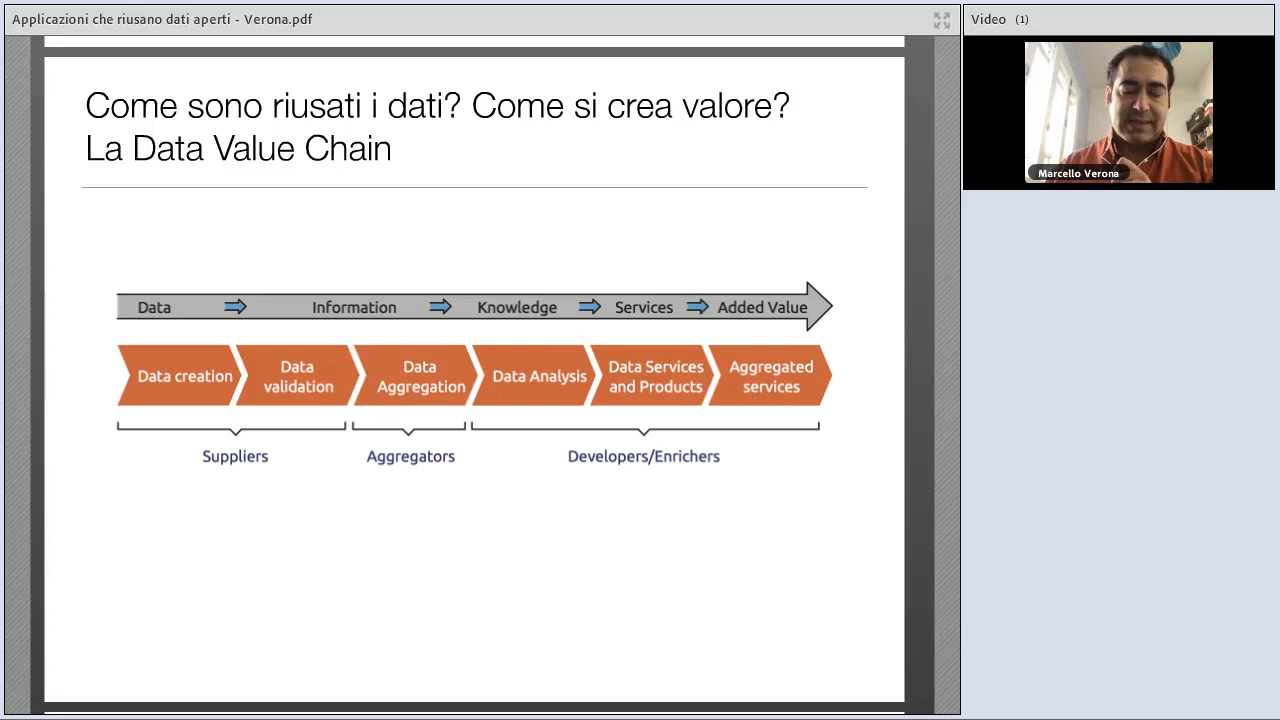 Applicazioni che riusano dati aperti - Verona.pdf
Video (1)
Marcello Verona
Come sono riusati i dati? Come si crea valore?
La Data Value Chain
Data Information Knowledge Services Added Value
Data creation
Data
validation
Data
Aggregation
Data Analysis
Data Services
and Products
Aggregated
services
Suppliers
Aggregators
Developers/Enrichers